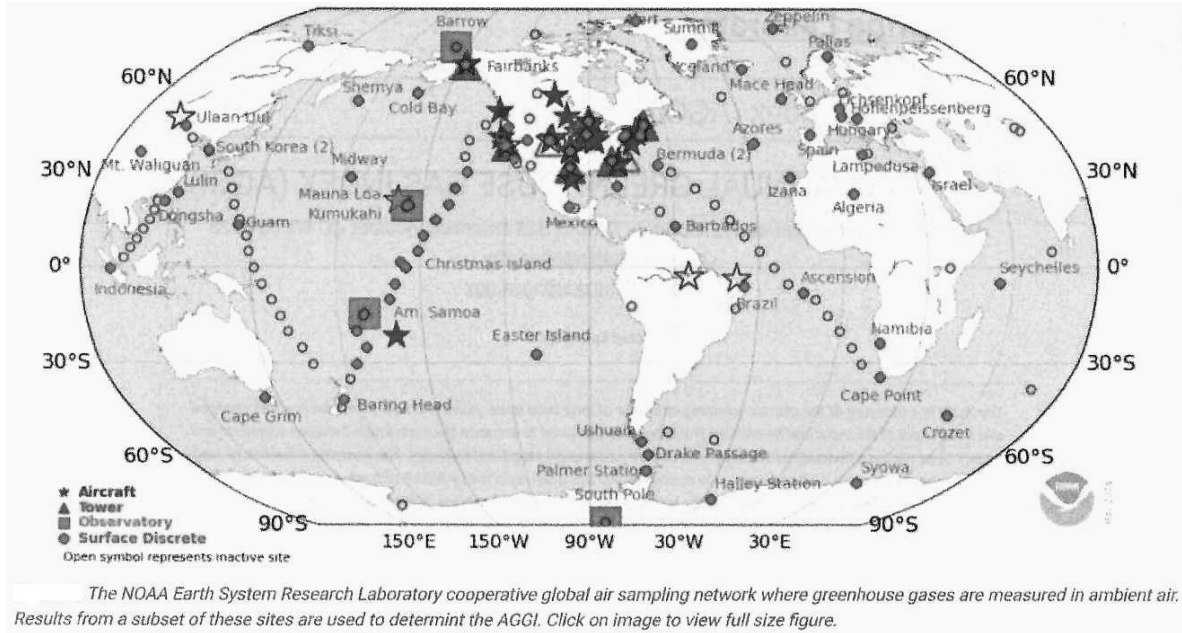 Barrow
Alert
Zeppelin
Tiksi
Summit
Pallas
60°N
Fairbanks
Iceland
60°N
Shemya
Mace Head
Cold Bay
Ochsenkopf
Hohenpeissenberg
Ulaan Uul
Azores
Hungary
South Korea (2)
Spain
Mt. Waliguan
Midway
Bermuda (2)
Lampedusa
30°N
30°N
Lulin
Mauna Loa
Izana
Israel
Kumukahi
Algeria
Dongsha
Guam
Mexico
Barbados
0°
Christmas Island
0°
Seychelles
Indonesia
Ascension
Brazil
Am. Samoa
Easter Island
Namibia
30°S
30°S
Cape Point
Cape Grim
Baring Head
Ushuaia
Crozet
60°S
Drake Passage
60°S
Palmer Station
Syowa
Halley Station
South Pole
Aircraft
Tower
Observatory
Surface Discrete
90°S
90°S
Open symbol represents inactive site
150°E 150°W 90°W 30°W 30°E
The NOAA Earth System Research Laboratory cooperative global air sampling network where greenhouse gases are measured in ambient air.
Results from a subset of these sites are used to determint the AGGI. Click on image to view full size figure.